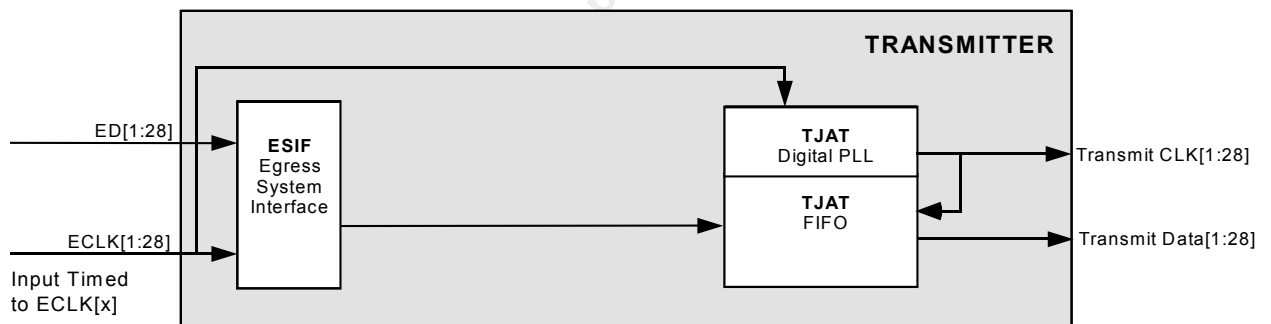 TRANSMITTER
ED[1:28]
ESIF
Egress
System
Interface
ECLK[1:28]
Input Timed
to ECLK[x]
TJAT
Digital PLL
TJAT
FIFO
Transmit CLK[1:28]
Transmit Data[1:28]